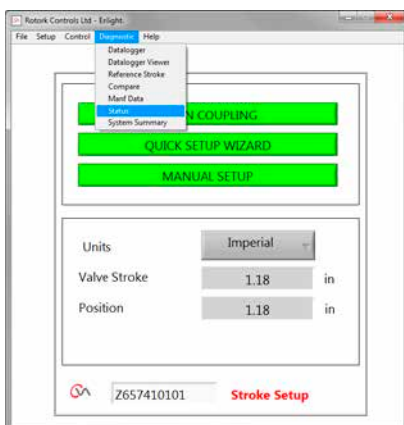 Rotork Controls Ltd - Enlight.
File Setup Control Diagnostic Help
Datalogger
Datalogger Viewer
Reference Stroke
Compare
Manf Data
Status
System Summary
N COUPLING
QUICK SETUP WIZARD
MANUAL SETUP
Units Imperial
Valve Stroke 1.18 in
Position 1.18 in
Z657410101 Stroke Setup